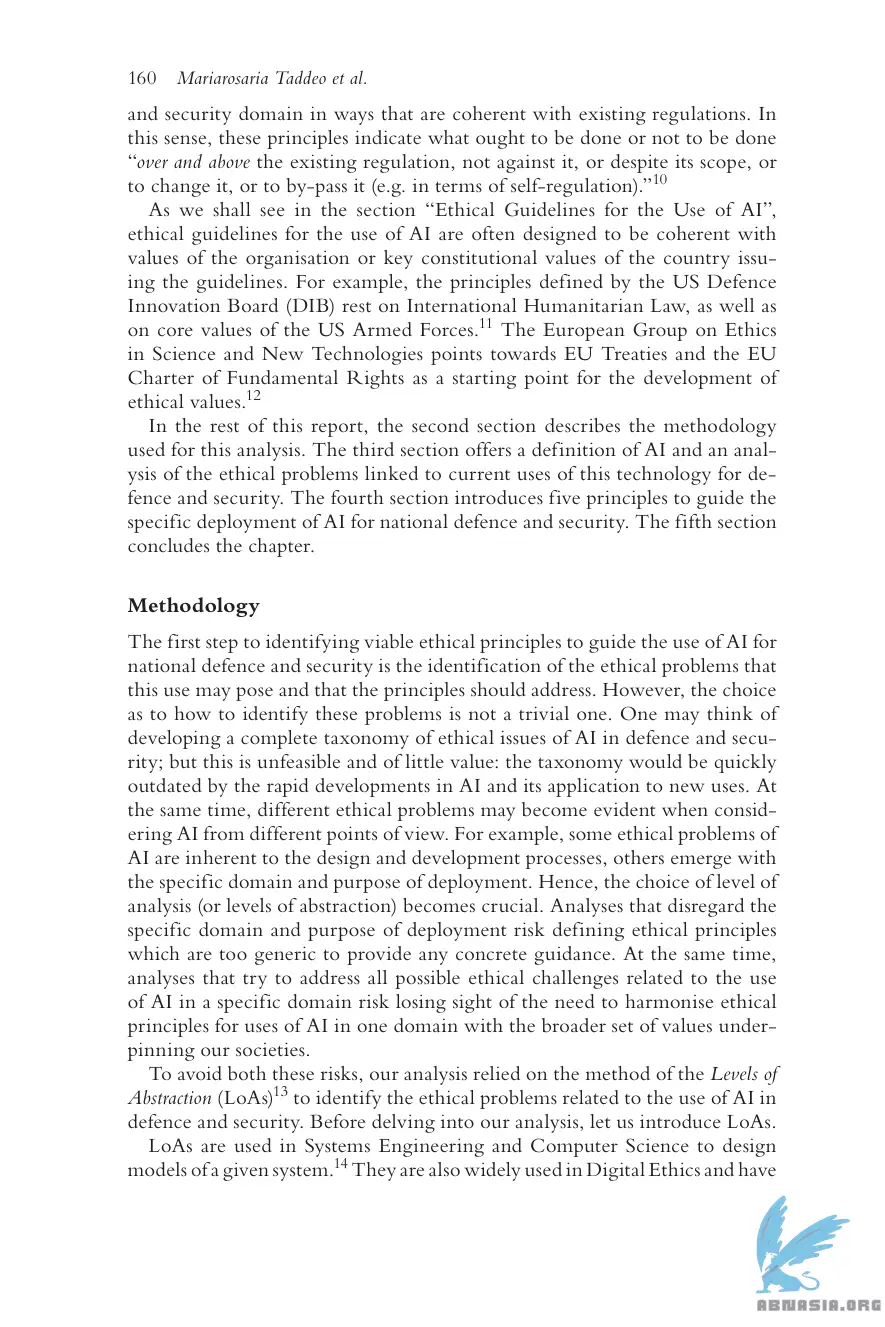 160 Mariarosaria Taddeo et al.
and security domain in ways that are coherent with existing regulations. In
this sense, these principles indicate what ought to be done or not to be done
“over and above the existing regulation, not against it, or despite its scope, or
to change it, or to by-pass it (e.g. in terms of self-regulation).”10
As we shall see in the section “Ethical Guidelines for the Use of AI”,
ethical guidelines for the use of AI are often designed to be coherent with
values of the organisation or key constitutional values of the country issu-
ing the guidelines. For example, the principles defined by the US Defence
Innovation Board (DIB) rest on International Humanitarian Law, as well as
on core values of the US Armed Forces.11 The European Group on Ethics
in Science and New Technologies points towards EU Treaties and the EU
Charter of Fundamental Rights as a starting point for the development of
ethical values.12
In the rest of this report, the second section describes the methodology
used for this analysis. The third section offers a definition of AI and an anal-
ysis of the ethical problems linked to current uses of this technology for de-
fence and security. The fourth section introduces five principles to guide the
specific deployment of AI for national defence and security. The fifth section
concludes the chapter.
Methodology
The first step to identifying viable ethical principles to guide the use of AI for
national defence and security is the identification of the ethical problems that
this use may pose and that the principles should address. However, the choice
as to how to identify these problems is not a trivial one. One may think of
developing a complete taxonomy of ethical issues of AI in defence and secu-
rity; but this is unfeasible and of little value: the taxonomy would be quickly
outdated by the rapid developments in AI and its application to new uses. At
the same time, different ethical problems may become evident when consid-
ering AI from different points of view. For example, some ethical problems of
AI are inherent to the design and development processes, others emerge with
the specific domain and purpose of deployment. Hence, the choice of level of
analysis (or levels of abstraction) becomes crucial. Analyses that disregard the
specific domain and purpose of deployment risk defining ethical principles
which are too generic to provide any concrete guidance. At the same time,
analyses that try to address all possible ethical challenges related to the use
of AI in a specific domain risk losing sight of the need to harmonise ethical
principles for uses of AI in one domain with the broader set of values under-
pinning our societies.
To avoid both these risks, our analysis relied on the method of the Levels of
Abstraction (LoAs)13 to identify the ethical problems related to the use of AI in
defence and security. Before delving into our analysis, let us introduce LoAs.
LoAs are used in Systems Engineering and Computer Science to design
models of a given system.14 They are also widely used in Digital Ethics and have
ABNASIA.ORG